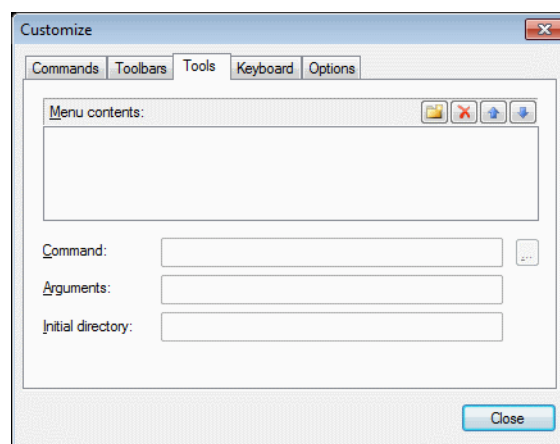 Customize
Commands Toolbars Tools Keyboard Options
Menu contents:
Command:
...
Arguments:
Initial directory:
Close